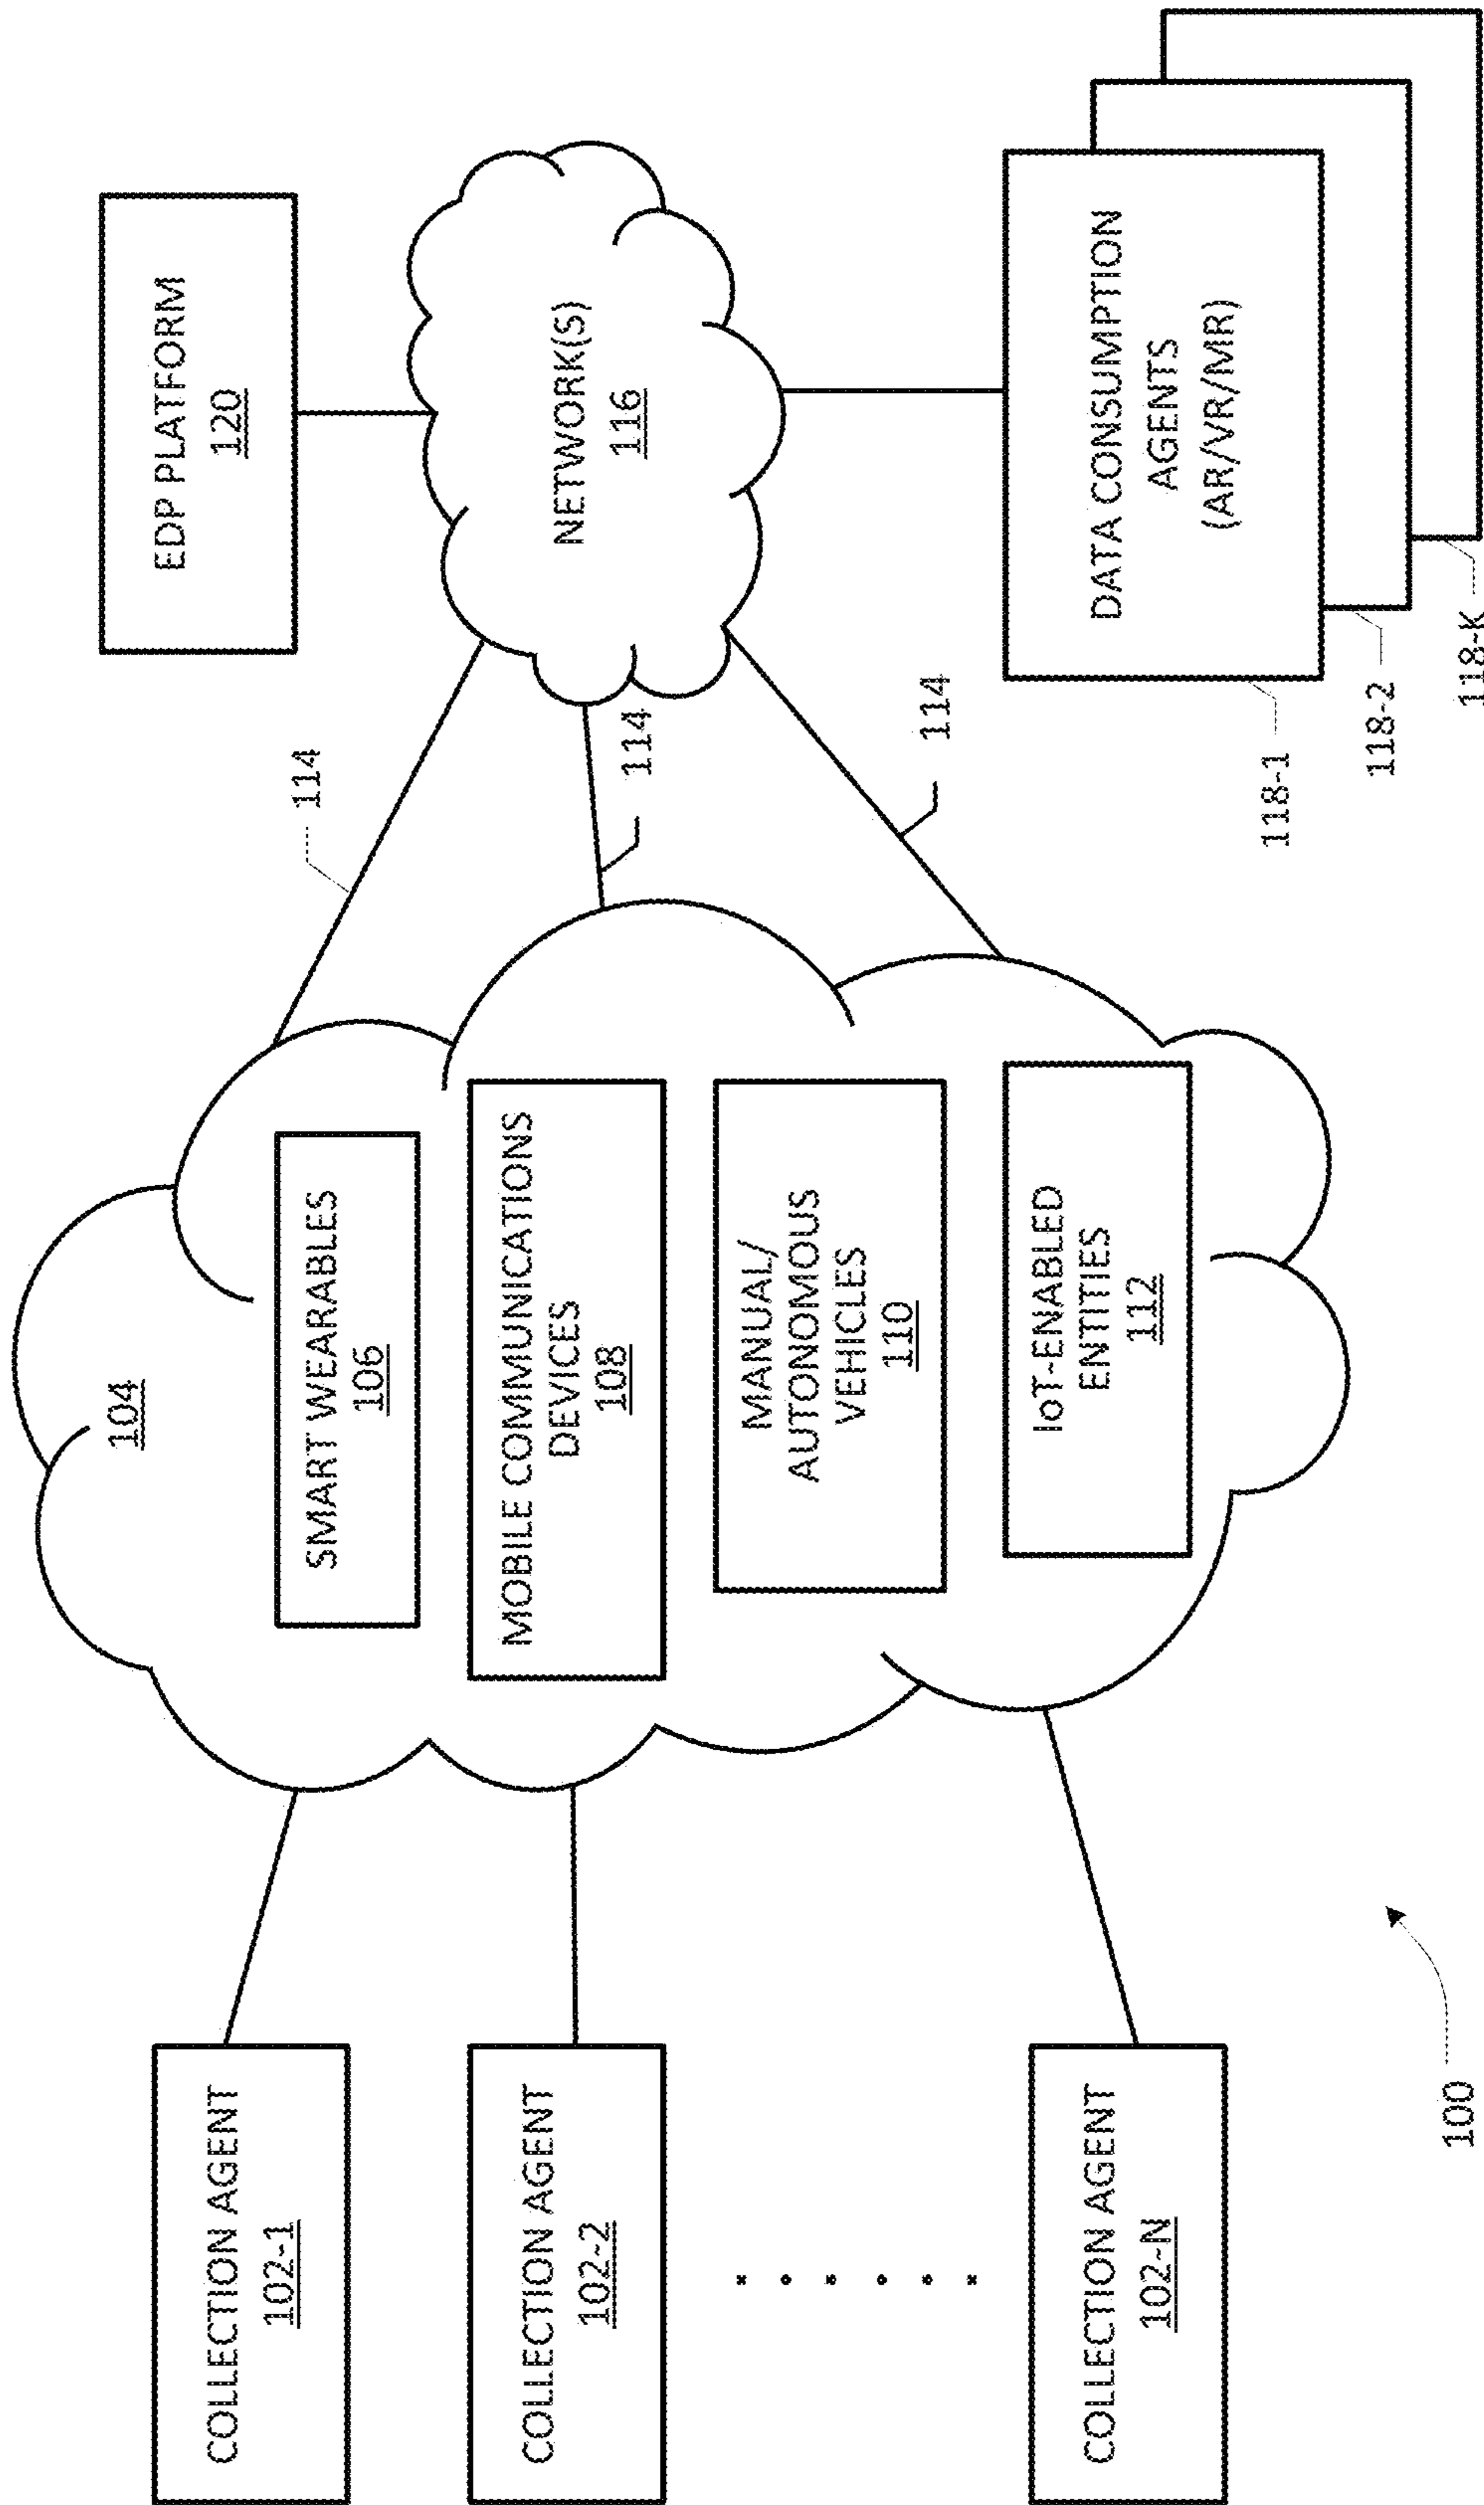 COLLECTION AGENT
102-1
COLLECTION AGENT
102-2
COLLECTION AGENT
102-N
100
104
SMART WEARABLES
106
MOBILE COMMUNICATIONS
DEVICES
108
MANUAL/
AUTONOMOUS
VEHICLES
110
IoT-ENABLED
ENTITIES
112
114
114
114
EDP PLATFORM
120
NETWORK(S)
116
DATA CONSUMPTION
AGENTS
(AR/VR/MR)
118-1
118-2
118-K